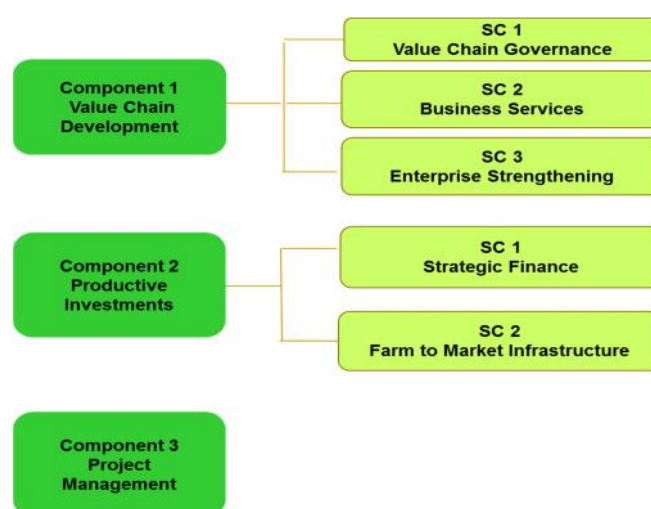 Component 1
Value Chain
Development
SC 1
Value Chain Governance
SC 2
Business Services
SC 3
Enterprise Strengthening
Component 2
Productive
Investments
SC 1
Strategic Finance
SC 2
Farm to Market Infrastructure
Component 3
Project
Management